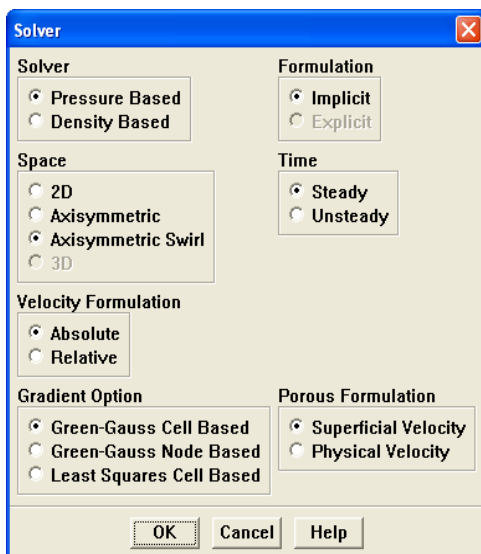 Solver
Solver
Pressure Based
Density Based
Formulation
Implicit
Explicit
Space
2D
Axisymmetric
Axisymmetric Swirl
3D
Time
Steady
Unsteady
Velocity Formulation
Absolute
Relative
Gradient Option
Green-Gauss Cell Based
Green-Gauss Node Based
Least Squares Cell Based
Porous Formulation
Superficial Velocity
Physical Velocity
OK Cancel Help